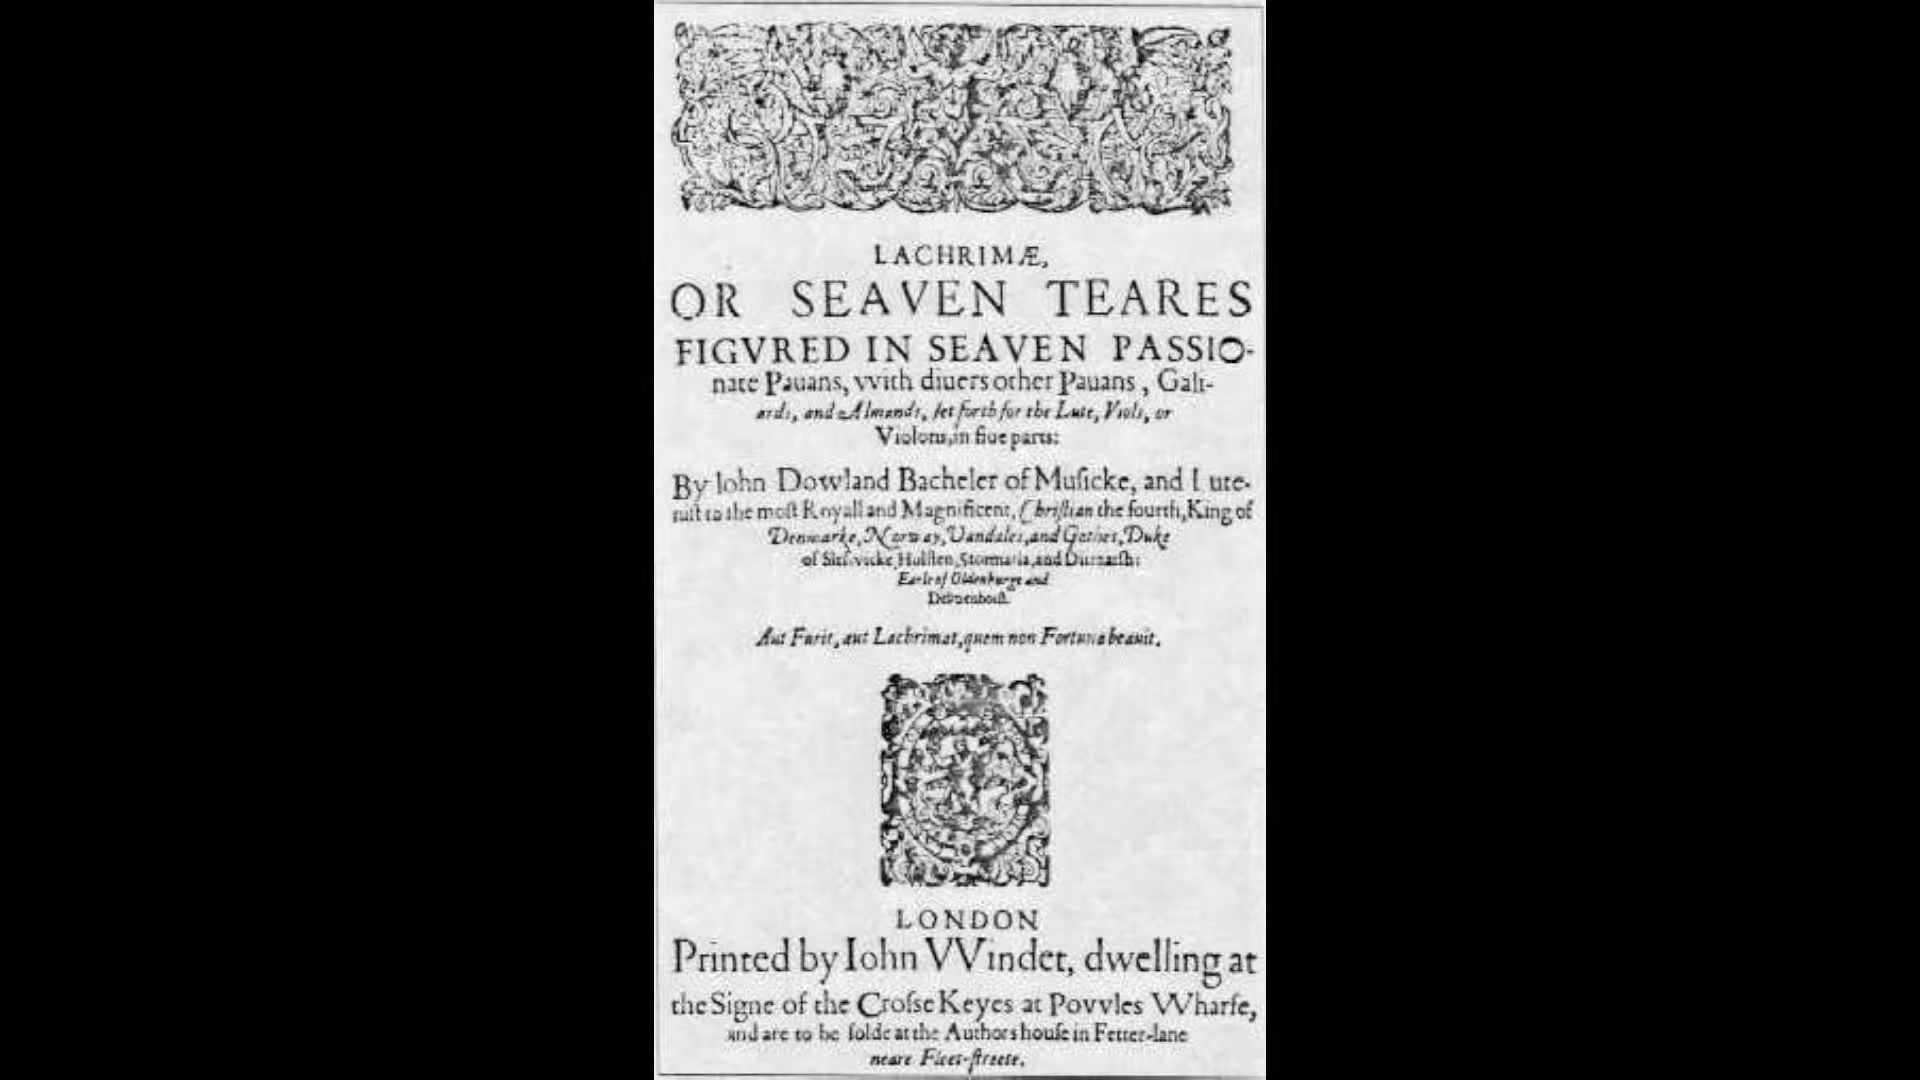 LACHRIMÆ,
OR SEAVEN TEARES
FIGVRED IN SEAVEN PASSIO-
nate Pauans, vvith diuers other Pauans, Gali-
ards, and Almands, ſet forth for the Lute, Viols, or
Violons, in fiue parts:
By Iohn Dowland Bacheler of Muſicke, and Lute-
niſt to the moſt Royall and Magnificent, Chriſtian the fourth, King of
Denmarke, Norway, Vandales, and Gothes, Duke
of Holſten, Stormaria, and
Earle of Oldenburge and
Aut Furit, aut Lachrimat, quem non Fortuna beauit.
LONDON
Printed by Iohn VVindet, dwelling at
the Signe of the Croſse Keyes at Povvles Wharfe,
and are to be ſolde at the Authors houſe in Fetter-lane
neare Fleet-ſtreete.